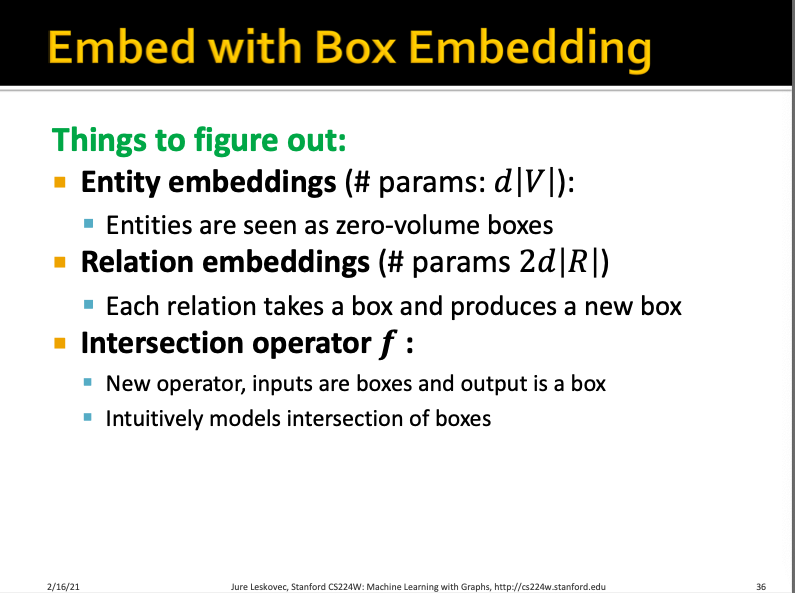 Embed with Box Embedding
Things to figure out:
Entity embeddings (# params: d|V|):
Entities are seen as zero-volume boxes
Relation embeddings (# params 2d|R|)
Each relation takes a box and produces a new box
Intersection operator f :
New operator, inputs are boxes and output is a box
Intuitively models intersection of boxes
2/16/21 Jure Leskovec, Stanford CS224W: Machine Learning with Graphs, http://cs224w.stanford.edu 36